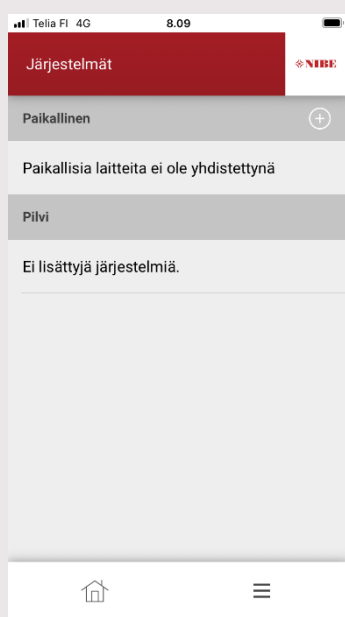 Telia FI 4G 8.09
Järjestelmät
NIBE
Paikallinen
Paikallisia laitteita ei ole yhdistettynä
Pilvi
Ei lisättyjä järjestelmiä.